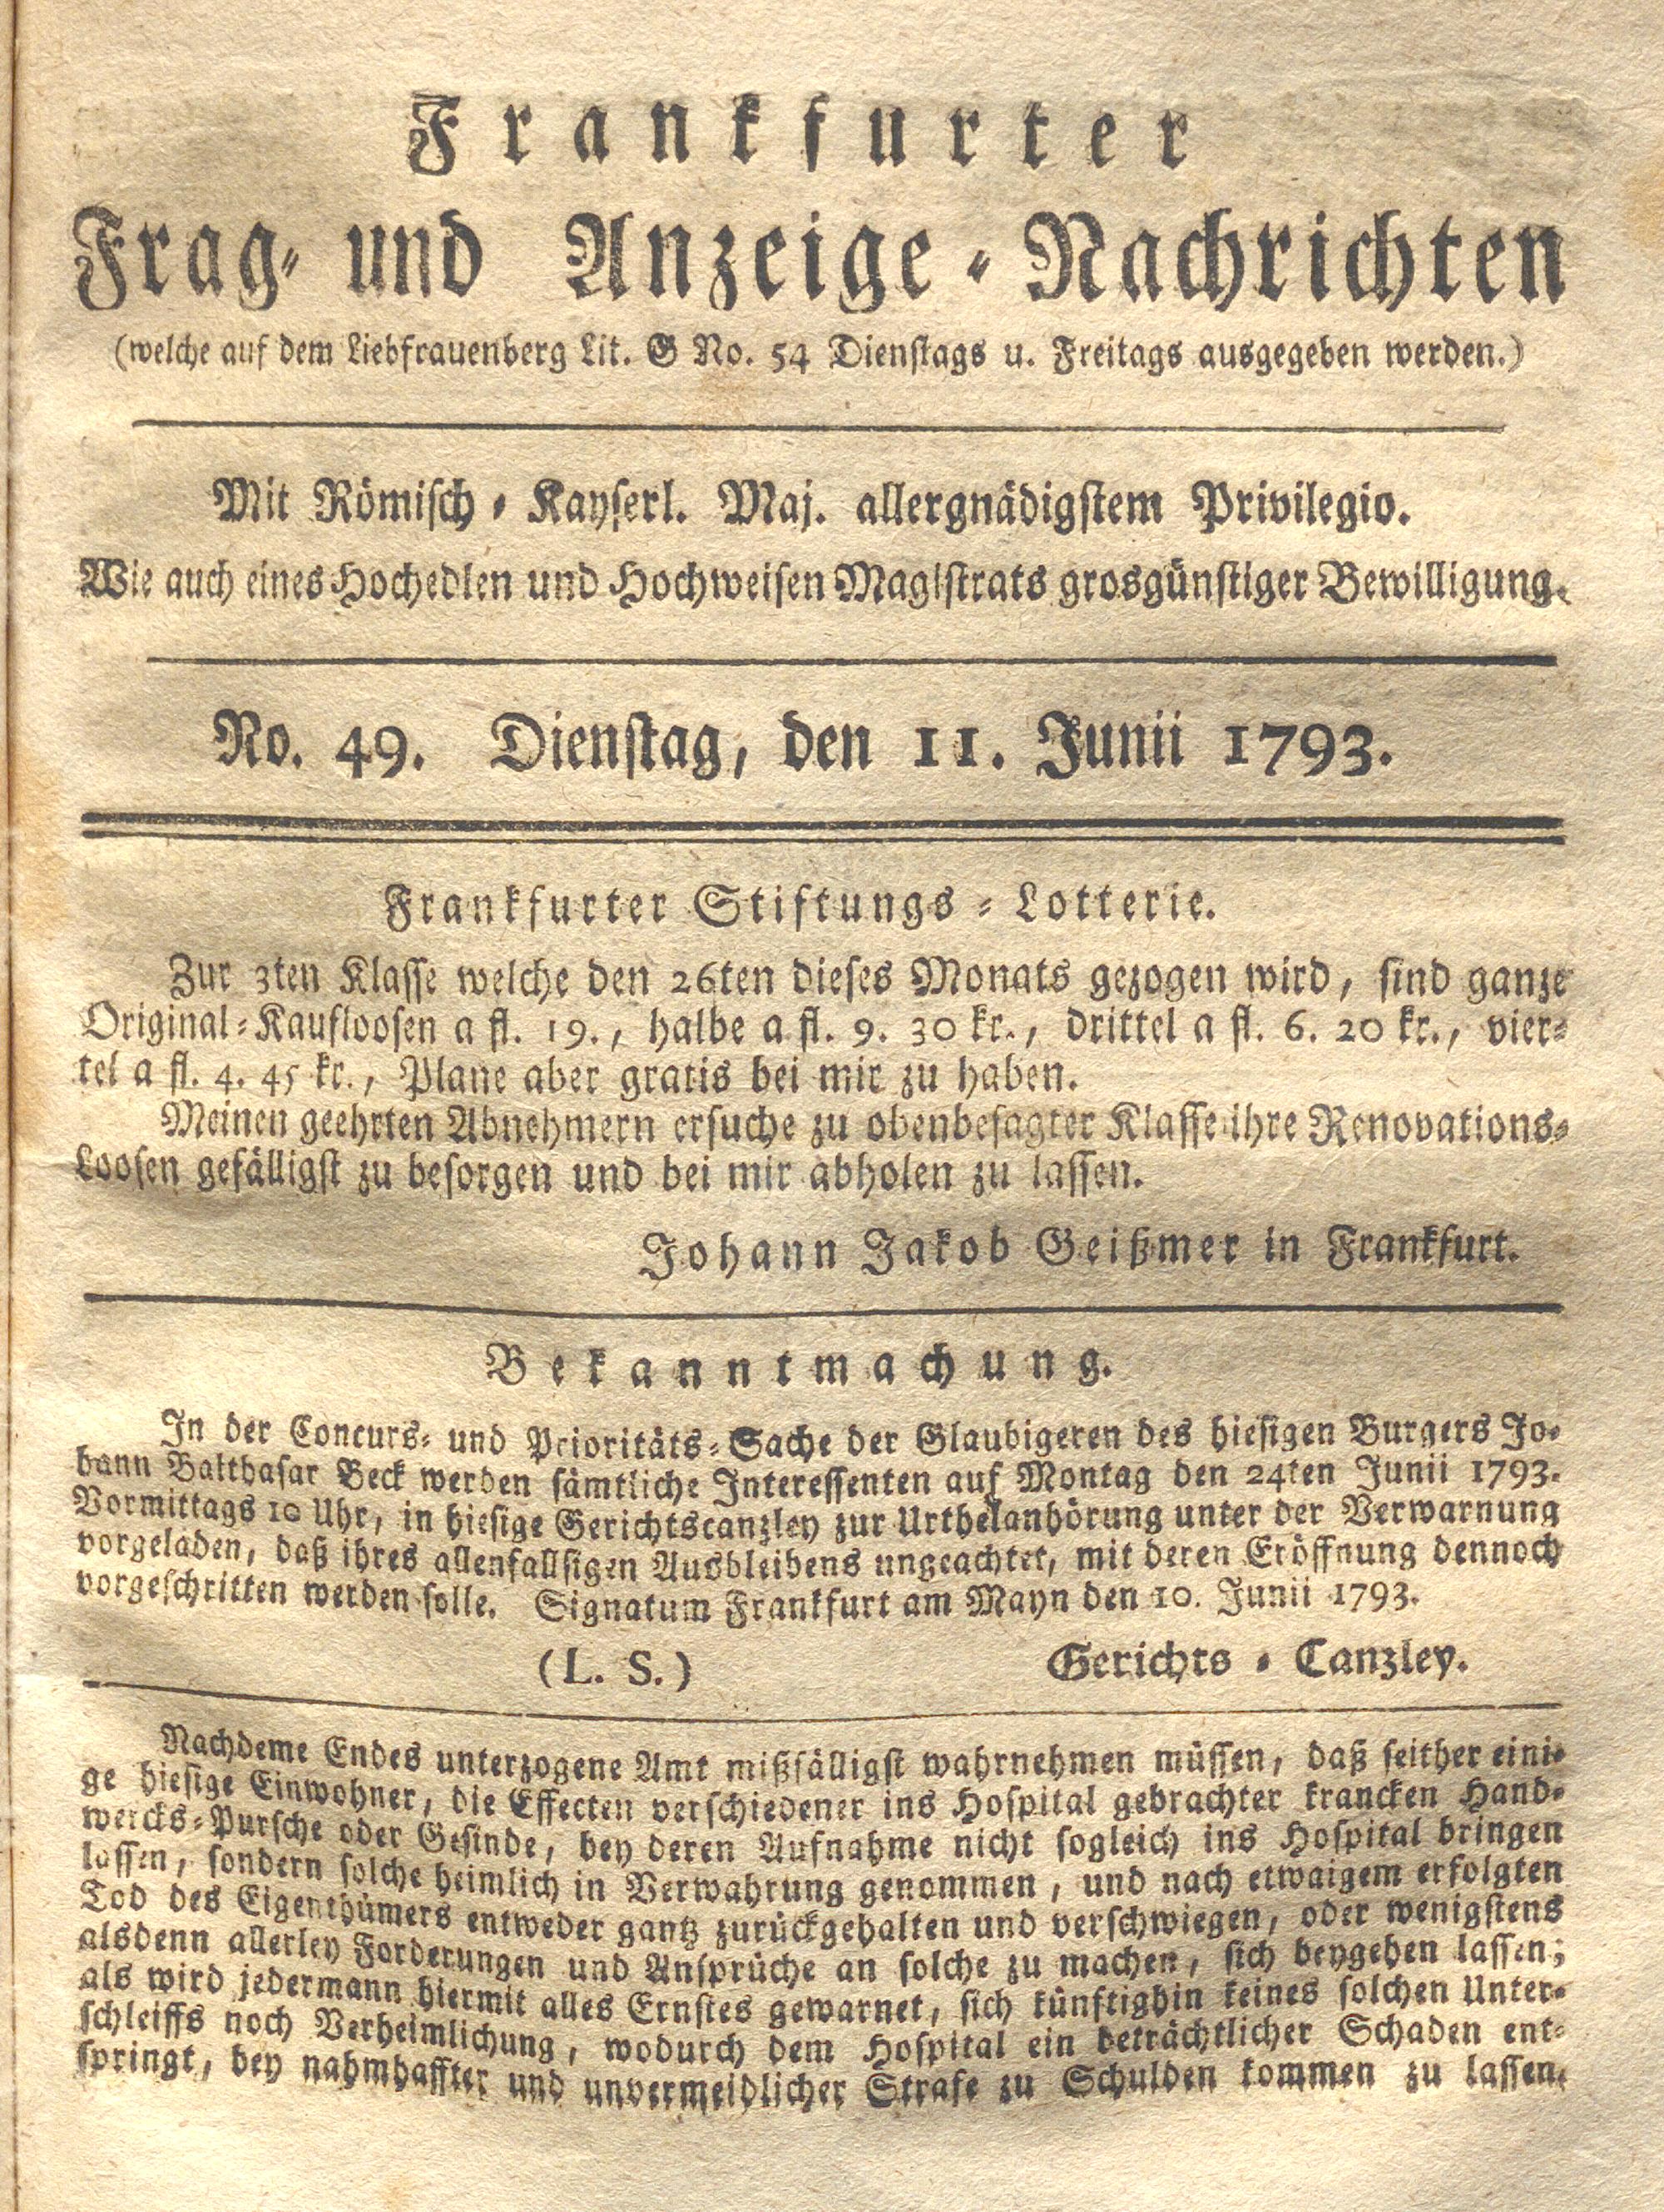 Frankfurter
Frag- und Anzeige-Nachrichten
(welche auf dem Liebfrauenberg Lit. G No. 54 Dienstags u. Freitags ausgegeben werden.)
Mit Römisch-Kayserl. Maj. allergnädigstem Privilegio.
Wie auch eines Hochedlen und Hochweisen Magistrats grosgünstiger Bewilligung.
No. 49. Dienstag, den 11. Junii 1793.
Frankfurter Stiftungs-Lotterie.
Zur 3ten Klasse welche den 26ten dieses Monats gezogen wird, sind ganze
Original-Kaufloosen a fl. 19., halbe a fl. 9. 30 kr., drittel a fl. 6. 20 kr., vier-
tel a fl. 4. 45 kr., Plane aber gratis bei mir zu haben.
Meinen geehrten Abnehmern ersuche zu obenbesagter Klasse ihre Renovations-
Loosen gefälligst zu besorgen und bei mir abholen zu lassen.
Johann Jakob Geißmer in Frankfurt.
Bekanntmachung.
In der Concurs- und Prioritäts-Sache der Glaubigeren des hiesigen Burgers Jo-
hann Balthasar Beck werden sämtliche Interessenten auf Montag den 24ten Junii 1793.
Vormittags 10 Uhr, in hiesige Gerichtscanzley zur Urthelanhörung unter der Verwarnung
vorgeladen, daß ihres allenfallsigen Ausbleibens ungeachtet, mit deren Eröffnung dennoch
vorgeschritten werden solle. Signatum Frankfurt am Mayn den 10. Junii 1793.
(L. S.) Gerichts-Canzley.
Nachdeme Endes unterzogene Amt mißfälligst wahrnehmen müssen, daß seither eini-
ge hiesige Einwohner, die Effecten verschiedener ins Hospital gebrachter krancken Hand-
wercks-Pursche oder Gesinde, bey deren Aufnahme nicht sogleich ins Hospital bringen
lassen, sondern solche heimlich in Verwahrung genommen, und nach etwaigem erfolgten
Tod des Eigenthümers entweder gantz zurückgehalten und verschwiegen, oder wenigstens
alsdenn allerley Forderungen und Ansprüche an solche zu machen, sich beygehen lassen;
als wird jedermann hiermit alles Ernstes gewarnet, sich künftighin keines solchen Unter-
schleiffs noch Verheimlichung, wodurch dem Hospital ein beträchtlicher Schaden ent-
springt, bey nahmhaffter und unvermeidlicher Strafe zu Schulden kommen zu lassen.